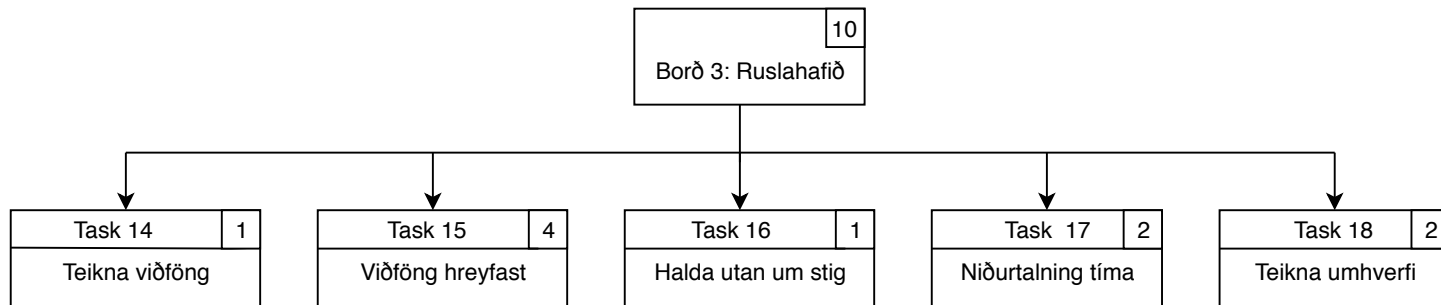 10
Borð 3: Ruslahafið
Task 14 1
Teikna viðföng
Task 15 4
Viðföng hreyfast
Task 16 1
Halda utan um stig
Task 17 2
Niðurtalning tíma
Task 18 2
Teikna umhverfi